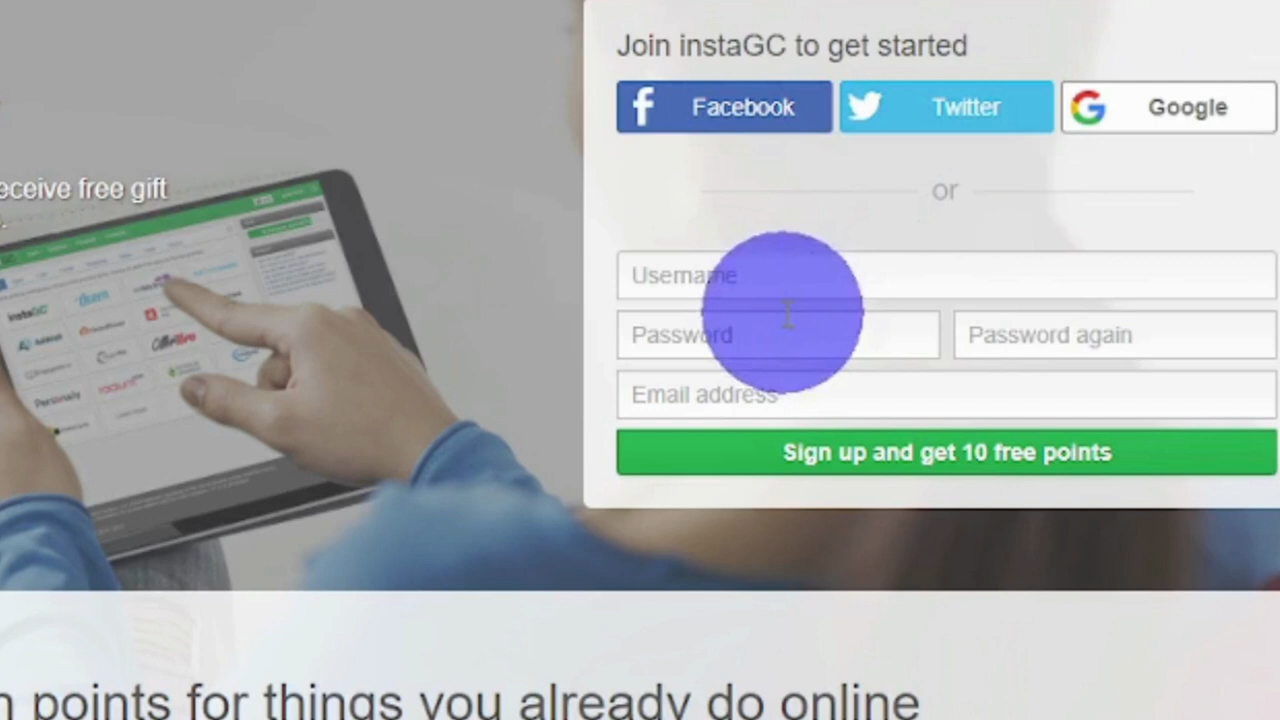 Join instaGC to get started
Facebook
Twitter
Google
eceive free gift
or
Username
Password
Password again
Email address
Sign up and get 10 free points
n points for things you already do online